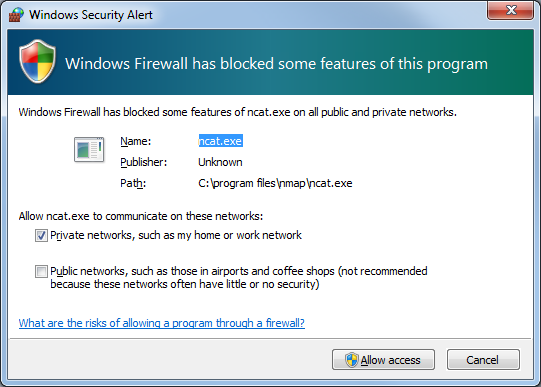 Windows Security Alert
Windows Firewall has blocked some features of this program
Windows Firewall has blocked some features of ncat.exe on all public and private networks.
Name: ncat.exe
Publisher: Unknown
Path: C:\program files\nmap\ncat.exe
Allow ncat.exe to communicate on these networks:
Private networks, such as my home or work network
Public networks, such as those in airports and coffee shops (not recommended
because these networks often have little or no security)
What are the risks of allowing a program through a firewall?
Allow access Cancel